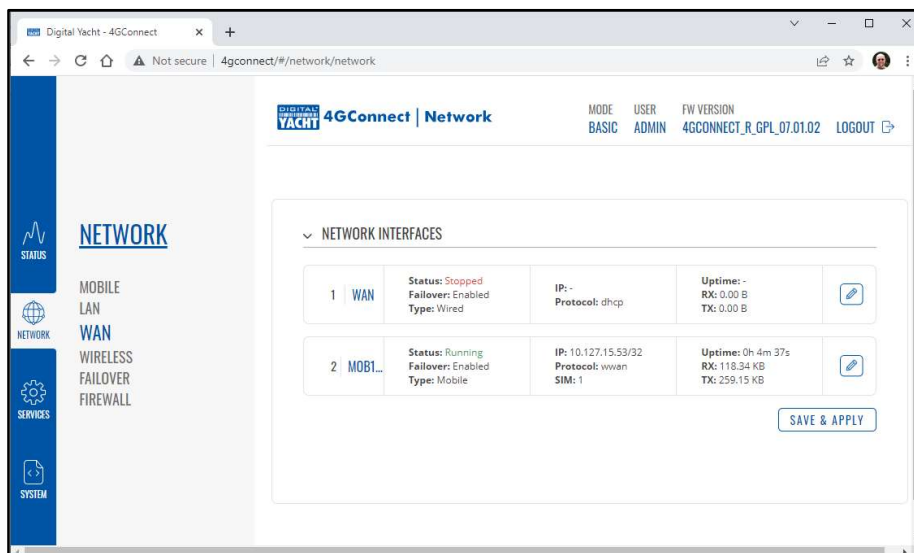 Digital Yacht - 4GConnect
Not secure | 4gconnect/#/network/network
DIGITAL YACHT 4GConnect | Network
MODE USER FW VERSION
BASIC ADMIN 4GCONNECT_R_GPL_07.01.02 LOGOUT
STATUS
NETWORK
SERVICES
SYSTEM
NETWORK
MOBILE
LAN
WAN
WIRELESS
FAILOVER
FIREWALL
NETWORK INTERFACES
1 WAN
Status: Stopped
Failover: Enabled
Type: Wired
IP: -
Protocol: dhcp
Uptime: -
RX: 0.00 B
TX: 0.00 B
2 MOB1...
Status: Running
Failover: Enabled
Type: Mobile
IP: 10.127.15.53/32
Protocol: wwan
SIM: 1
Uptime: 0h 4m 37s
RX: 118.34 KB
TX: 259.15 KB
SAVE & APPLY